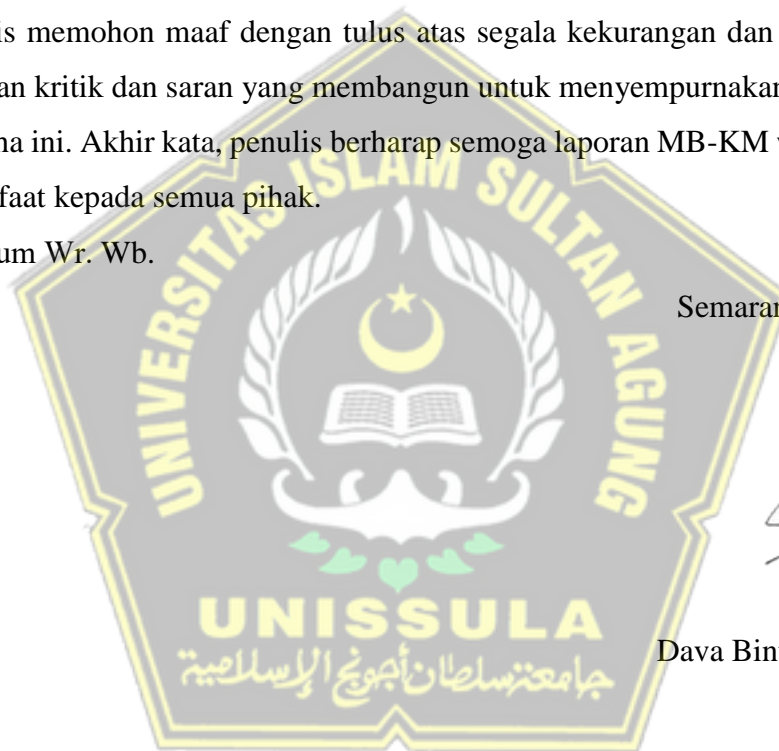 is memohon maaf dengan tulus atas segala kekurangan dan
an kritik dan saran yang membangun untuk menyempurnakan
na ini. Akhir kata, penulis berharap semoga laporan MB-KM
faat kepada semua pihak.
um Wr. Wb.
Semaran
UNIVERSITAS ISLAM SULTAN AGUNG
UNISSULA
جامعتنسلطان أجونج الإسلامية
Dava Bin